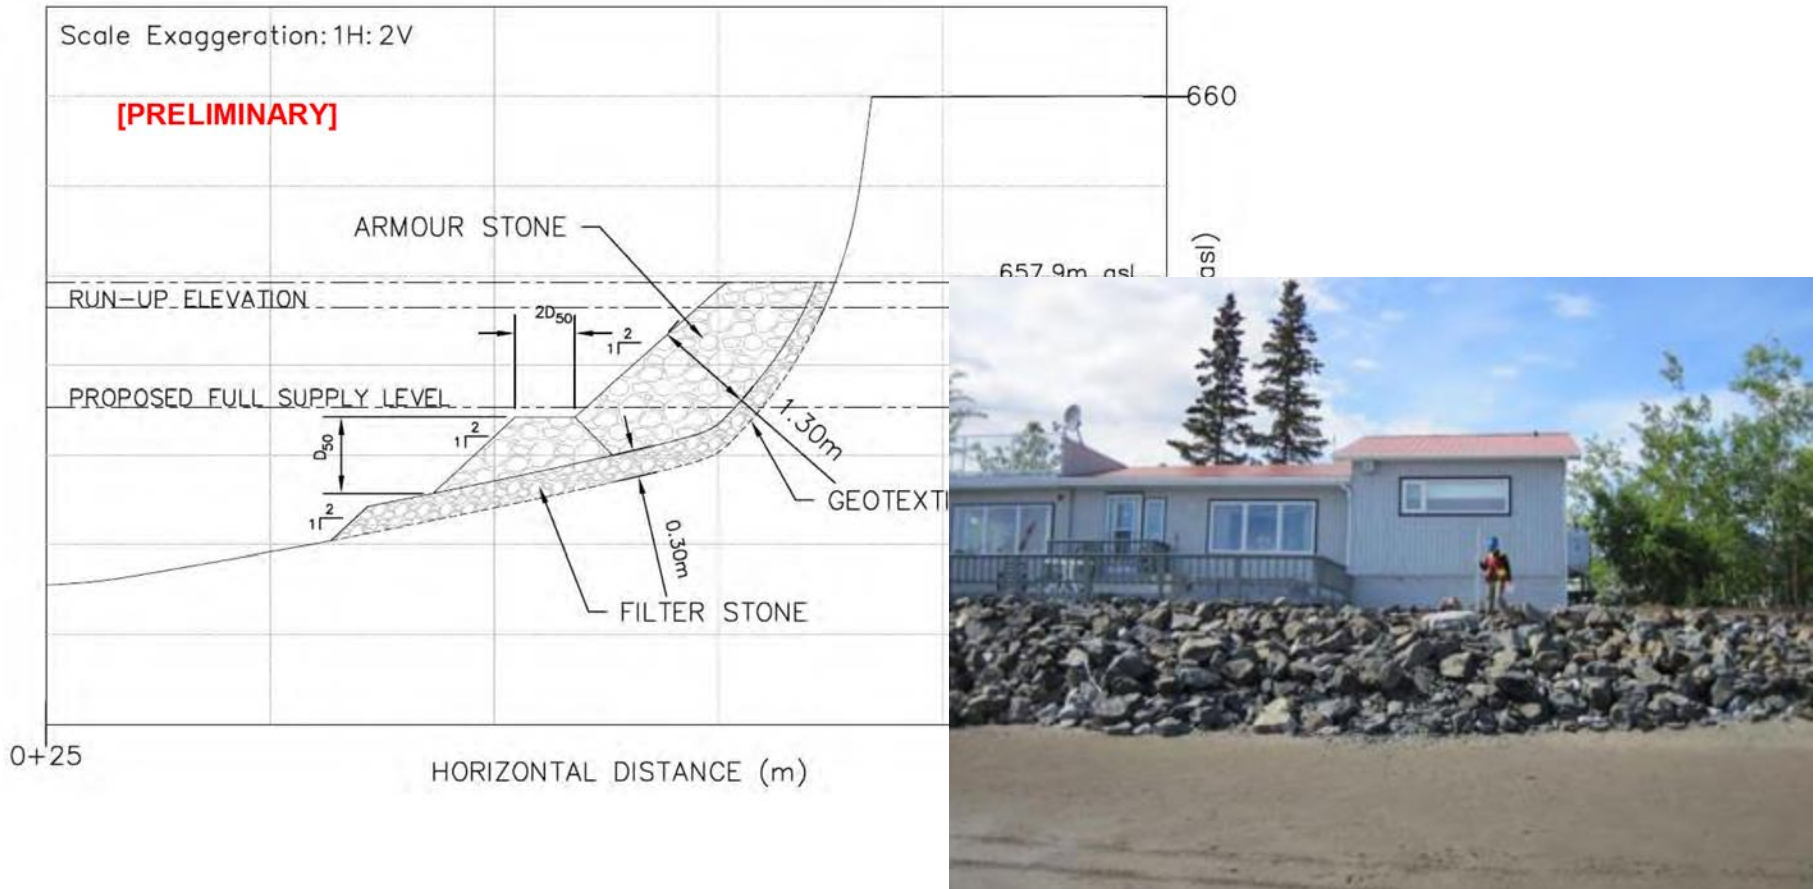 Scale Exaggeration: 1H: 2V
[PRELIMINARY]
660
ARMOUR STONE
asl)
657.9m asl
RUN-UP ELEVATION
2D50
2
1
PROPOSED FULL SUPPLY LEVEL
D50
2
1
1.30m
GEOTEXTI
2
1
0.30m
FILTER STONE
0+25
HORIZONTAL DISTANCE (m)